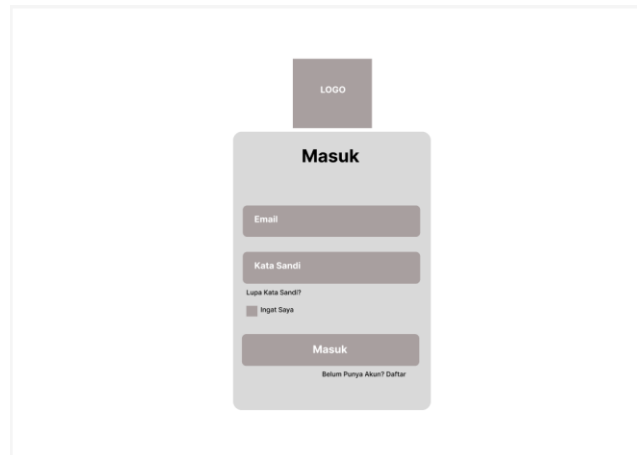 LOGO
Masuk
Email
Kata Sandi
Lupa Kata Sandi?
Ingat Saya
Masuk
Belum Punya Akun? Daftar